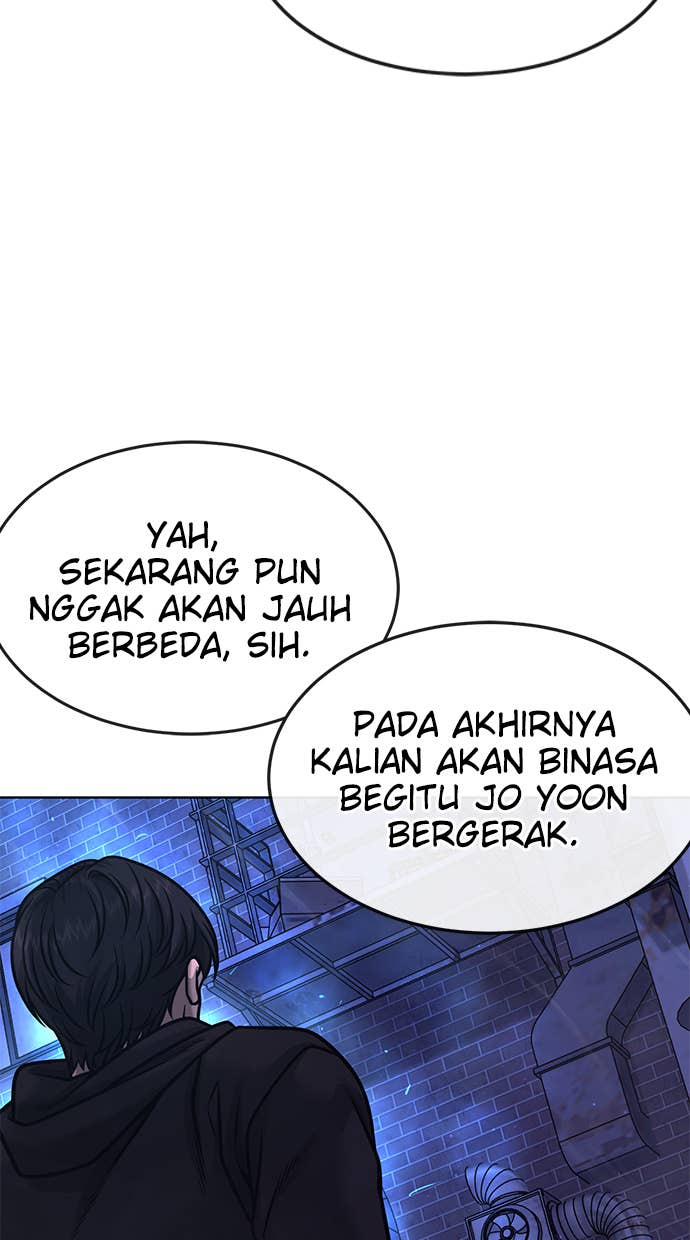 YAH,
SEKARANG PUN
NGGAK AKAN JAUH
BERBEDA, SIH.
PADA AKHIRNYA
KALIAN AKAN BINASA
BEGITU JO YOON
BERGERAK.